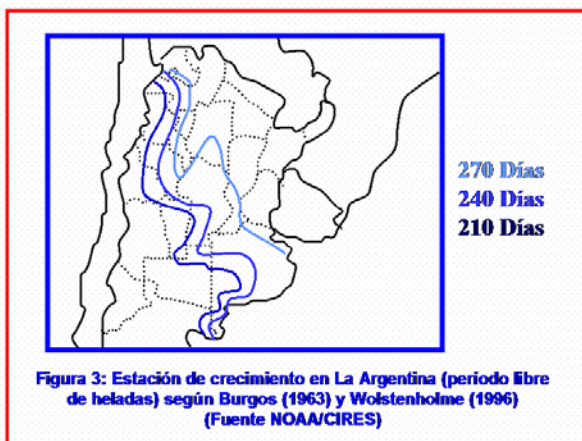 270 Días
240 Días
210 Días
Figura 3: Estación de crecimiento en La Argentina (período libre
de heladas) según Burgos (1963) y Wolstenholme (1996)
(Fuente NOAA/CIRES)